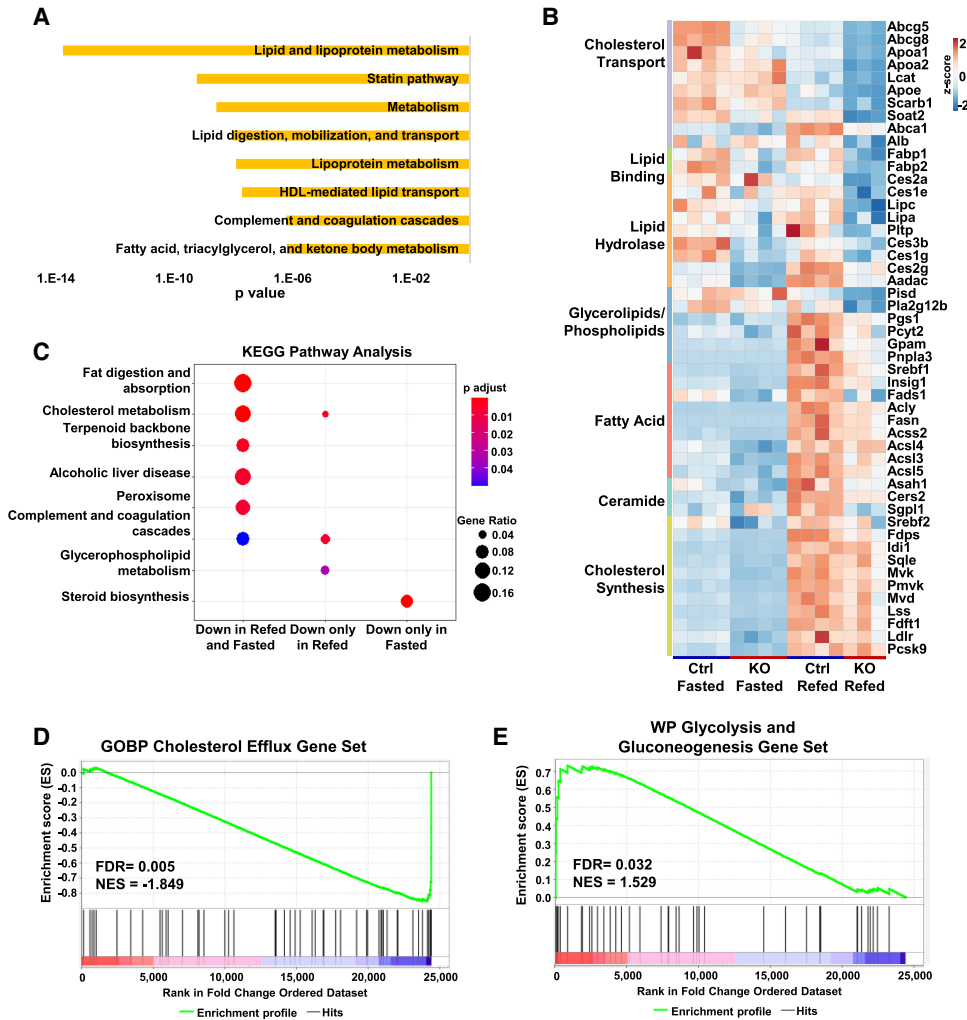 A
Lipid and lipoprotein metabolism
Statin pathway
Metabolism
Lipid digestion, mobilization, and transport
Lipoprotein metabolism
HDL-mediated lipid transport
Complement and coagulation cascades
Fatty acid, triacylglycerol, and ketone body metabolism
1.E-14 1.E-10 1.E-06 1.E-02
p value
B
Cholesterol
Transport
Lipid
Binding
Lipid
Hydrolase
Glycerolipids/
Phospholipids
Fatty Acid
Ceramide
Cholesterol
Synthesis
Abcg5
Abcg8
Apoa1
Apoa2
Lcat
Apoe
Scarb1
Soat2
Abca1
Alb
Fabp1
Fabp2
Ces2a
Ces1e
Lipc
Lipa
Pltp
Ces3b
Ces1g
Ces2g
Aadac
Pisd
Pla2g12b
Pgs1
Pcyt2
Gpam
Pnpla3
Srebf1
Insig1
Fads1
Acly
Fasn
Acss2
Acsl4
Acsl3
Acsl5
Asah1
Cers2
Sgpl1
Srebf2
Fdps
Idi1
Sqle
Mvk
Pmvk
Mvd
Lss
Fdft1
Ldlr
Pcsk9
z-score
2
0
-2
Ctrl KO Ctrl KO
Fasted Fasted Refed Refed
C
KEGG Pathway Analysis
Fat digestion and
absorption
Cholesterol metabolism
Terpenoid backbone
biosynthesis
Alcoholic liver disease
Peroxisome
Complement and coagulation
cascades
Glycerophospholipid
metabolism
Steroid biosynthesis
Down in Refed Down only Down only in
and Fasted in Refed Fasted
p adjust
0.01
0.02
0.03
0.04
Gene Ratio
0.04
0.08
0.12
0.16
D
GOBP Cholesterol Efflux Gene Set
Enrichment score (ES)
0.0
-0.1
-0.2
-0.3
-0.4
-0.5
-0.6
-0.7
-0.8
FDR= 0.005
NES = -1.849
0 5,000 10,000 15,000 20,000 25,000
Rank in Fold Change Ordered Dataset
Enrichment profile Hits
E
WP Glycolysis and
Gluconeogenesis Gene Set
Enrichment score (ES)
0.7
0.6
0.5
0.4
0.3
0.2
0.1
0.0
FDR= 0.032
NES = 1.529
0 5,000 10,000 15,000 20,000 25,000
Rank in Fold Change Ordered Dataset
Enrichment profile Hits